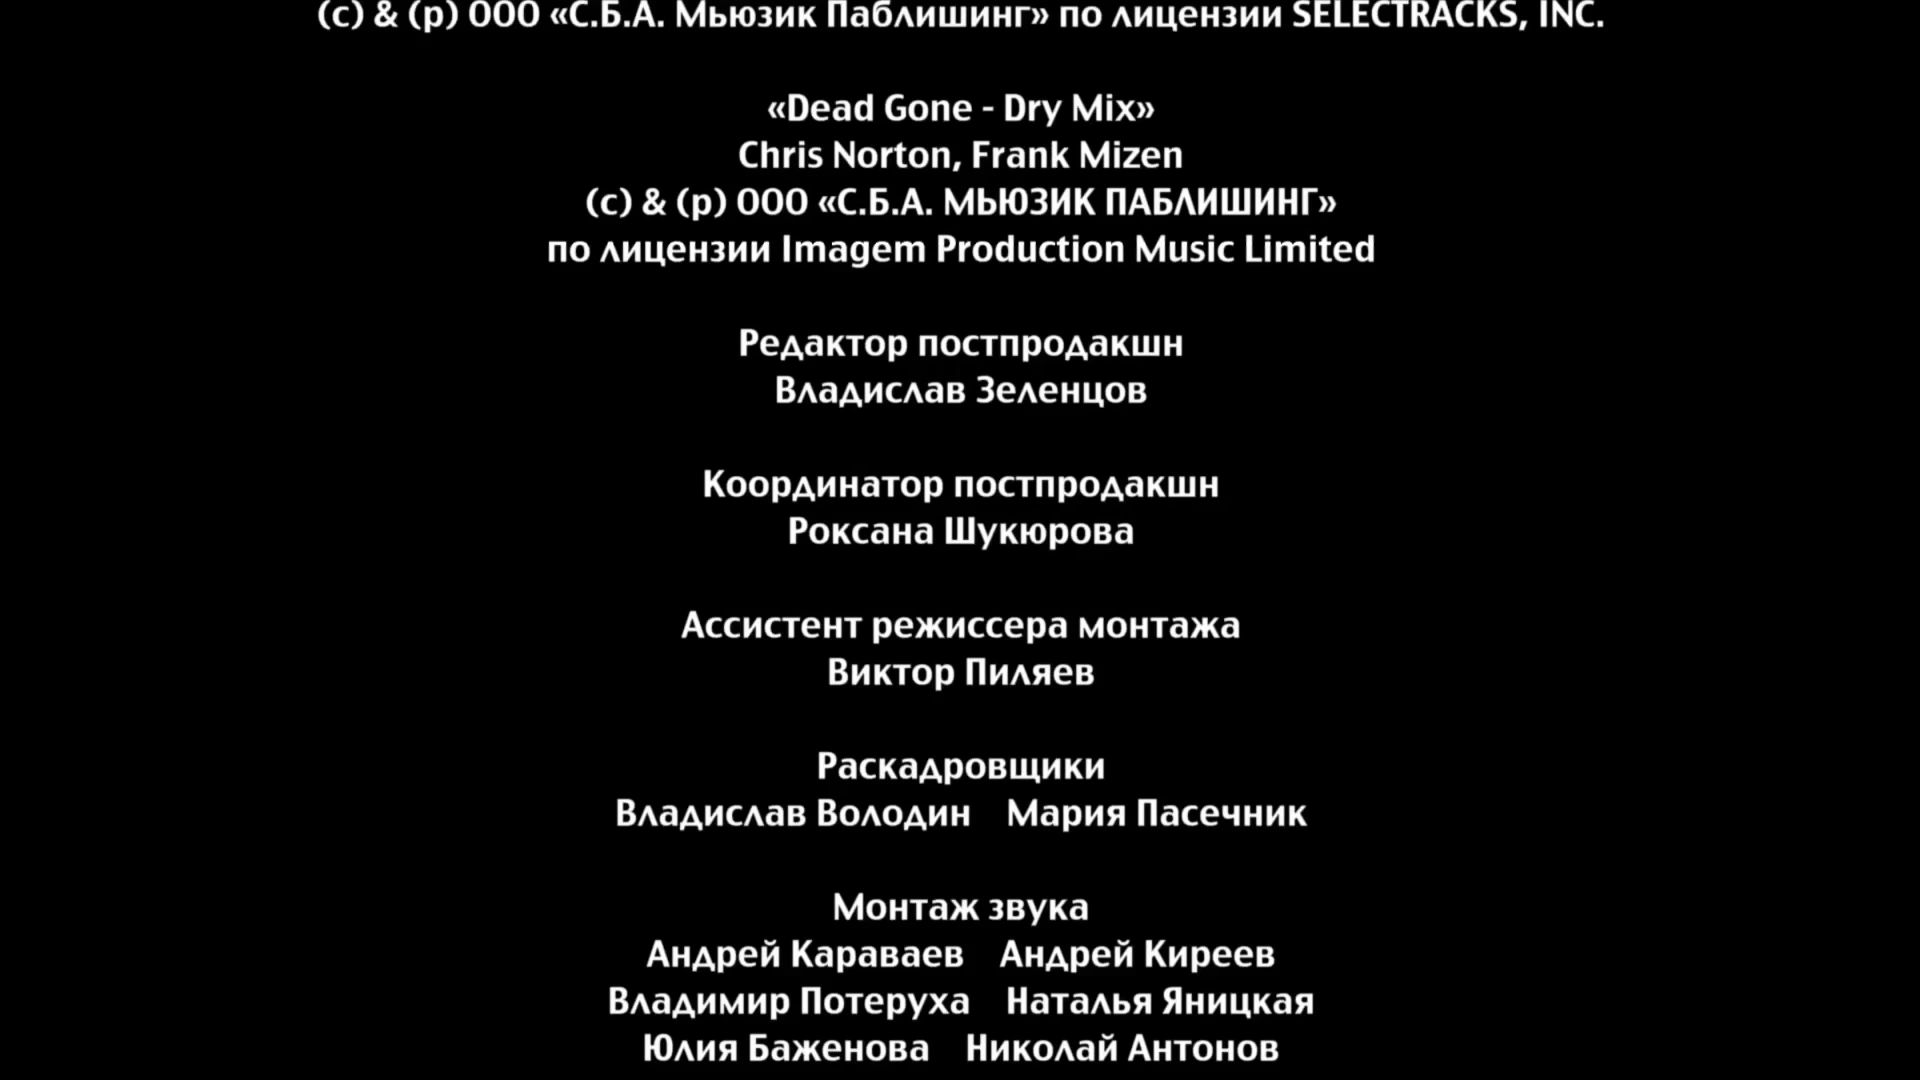 (с) & (р) ООО «С.Б.А. Мьюзик Паблишинг» по лицензии SELECTRACKS, INC.
«Dead Gone - Dry Mix»
Chris Norton, Frank Mizen
(с) & (р) ООО «С.Б.А. МЬЮЗИК ПАБЛИШИНГ»
по лицензии Imagem Production Music Limited
Редактор постпродакшн
Владислав Зеленцов
Координатор постпродакшн
Роксана Шукюрова
Ассистент режиссера монтажа
Виктор Пиляев
Раскадровщики
Владислав Володин Мария Пасечник
Монтаж звука
Андрей Караваев Андрей Киреев
Владимир Потеруха Наталья Яницкая
Юлия Баженова Николай Антонов